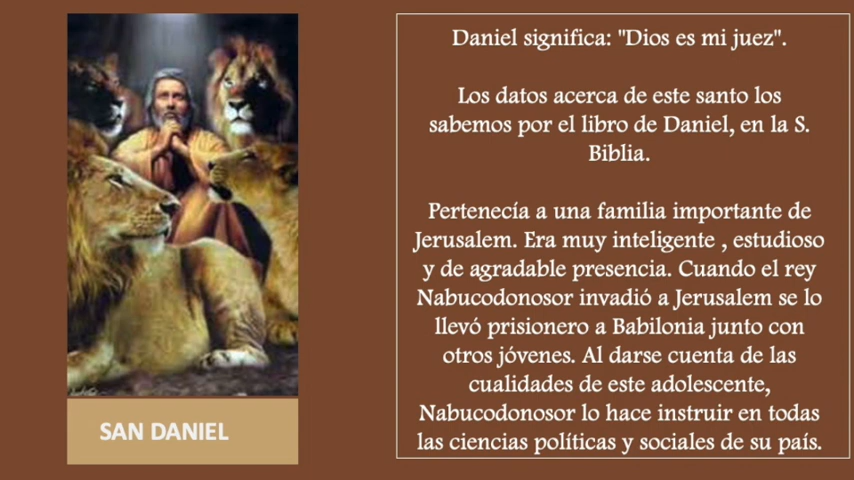 Daniel significa: "Dios es mi juez".
Los datos acerca de este santo los
sabemos por el libro de Daniel, en la S.
Biblia.
Pertenecía a una familia importante de
Jerusalem. Era muy inteligente , estudioso
y de agradable presencia. Cuando el rey
Nabucodonosor invadió a Jerusalem se lo
llevó prisionero a Babilonia junto con
otros jóvenes. Al darse cuenta de las
cualidades de este adolescente,
Nabucodonosor lo hace instruir en todas
las ciencias políticas y sociales de su país.
SAN DANIEL